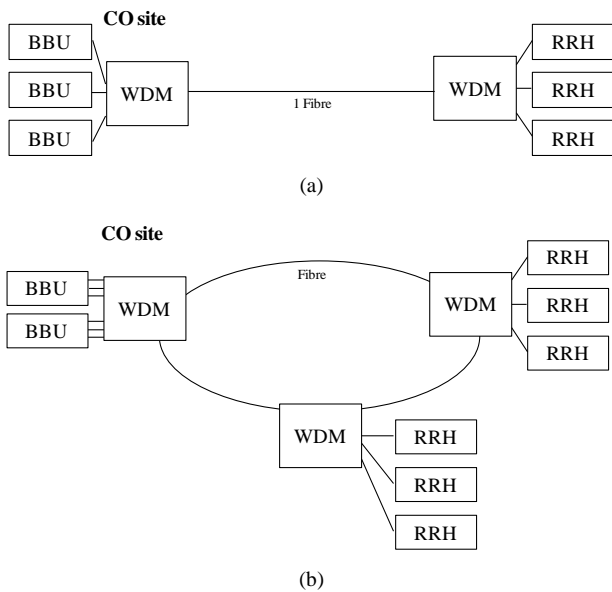 CO site
BBU
BBU
BBU
WDM
1 Fibre
WDM
RRH
RRH
RRH
(a)
CO site
BBU
BBU
WDM
Fibre
WDM
RRH
RRH
RRH
WDM
RRH
RRH
RRH
(b)